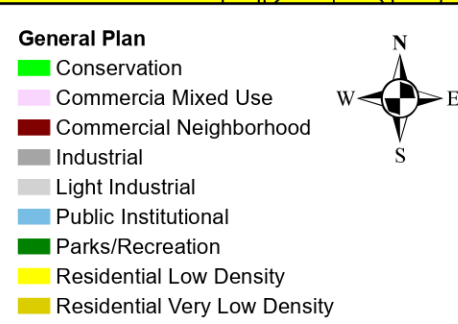 General Plan
N
Conservation
Commercia Mixed Use
W E
Commercial Neighborhood
S
Industrial
Light Industrial
Public Institutional
Parks/Recreation
Residential Low Density
Residential Very Low Density